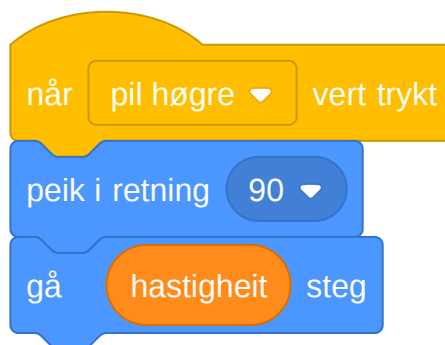 når pil høgre vert trykt
peik i retning 90
gå hastigheit steg